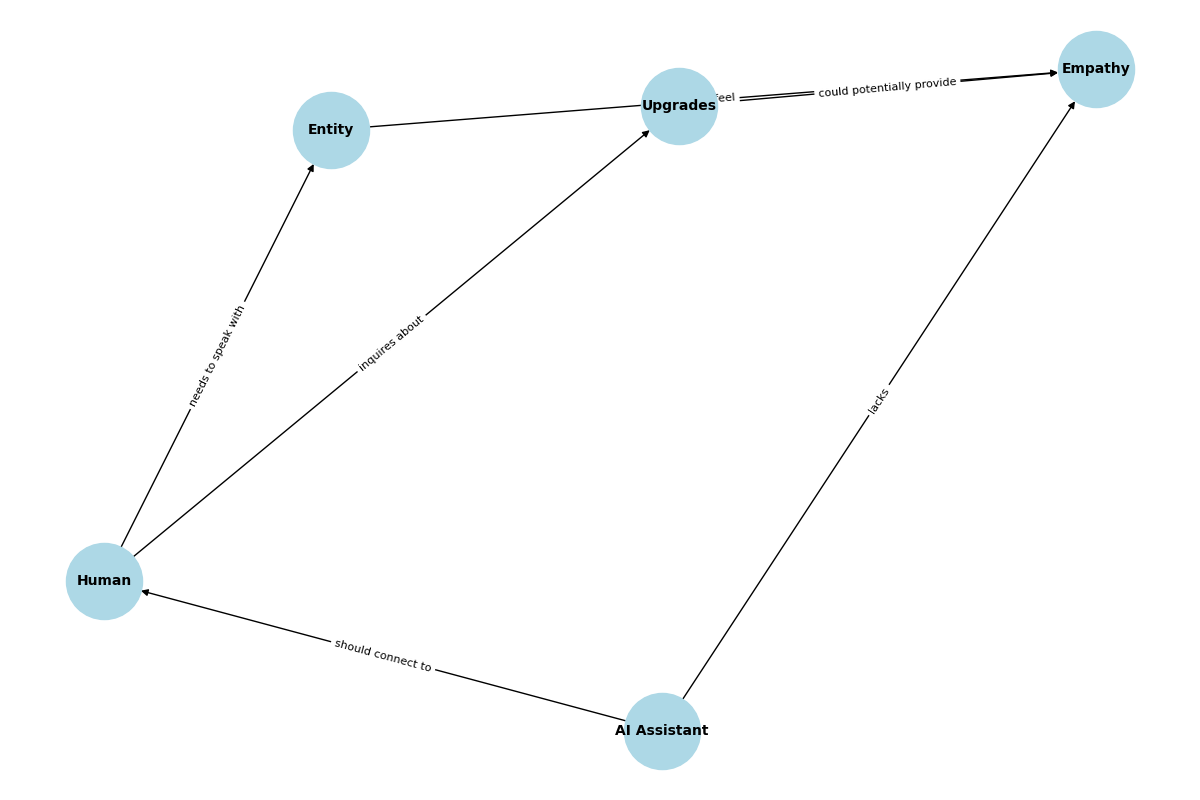 Empathy
could potentially provide
feel
Upgrades
Entity
needs to speak with
inquires about
lacks
Human
should connect to
AI Assistant